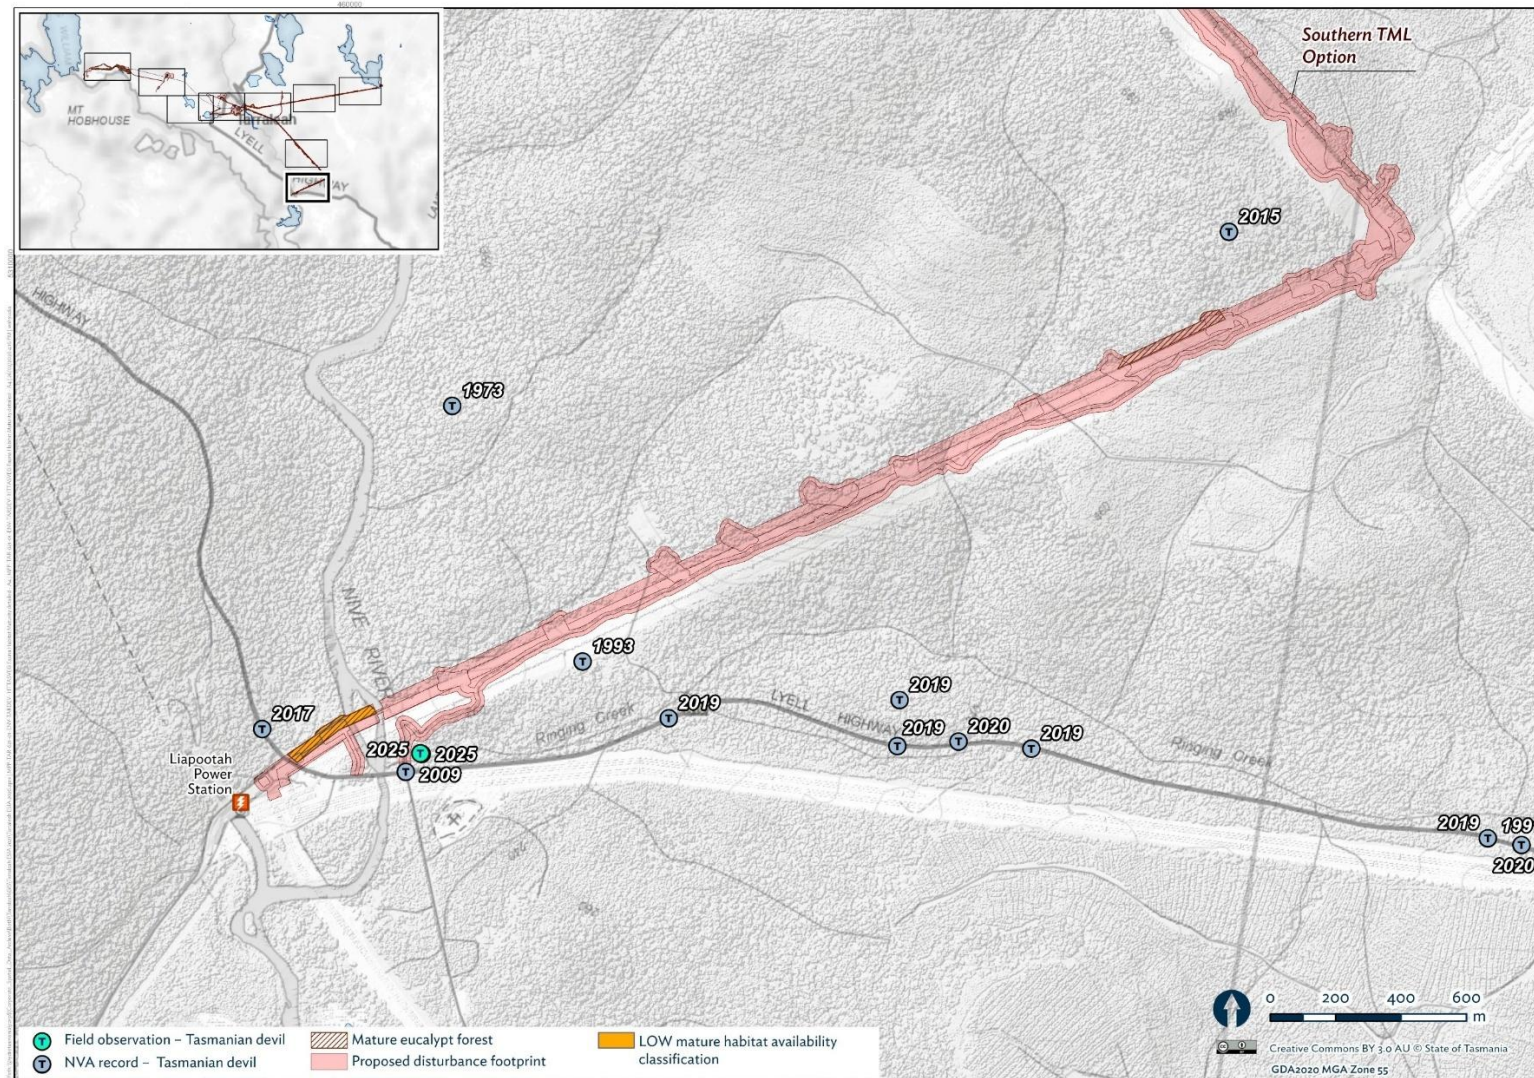 460000
Southern TML
Option
MT
HOBHOUSE
Tarraleah
LYELL
HIGHWAY
2015
HIGHWAY
1973
NIVE RIVER
1993
2019
2019
LYELL
HIGHWAY
2019
2020
2019
Ringing Creek
Ringing Creek
2017
2025
2025
2009
Liapootah
Power
Station
2019
199
2020
0 200 400 600
m
Field observation – Tasmanian devil
NVA record – Tasmanian devil
Mature eucalypt forest
Proposed disturbance footprint
LOW mature habitat availability
classification
Creative Commons BY 3.0 AU © State of Tasmania
GDA2020 MGA Zone 55